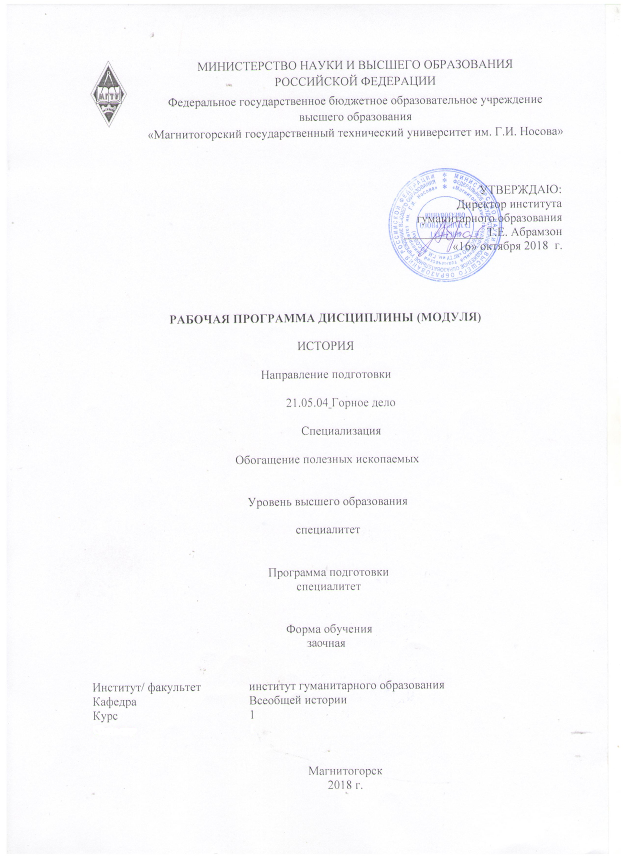 МИНИСТЕРСТВО НАУКИ И ВЫСШЕГО ОБРАЗОВАНИЯ
РОССИЙСКОЙ ФЕДЕРАЦИИ
Федеральное государственное бюджетное образовательное учреждение
высшего образования
«Магнитогорский государственный технический университет им. Г.И. Носова»
МГТУ
УТВЕРЖДАЮ:
Директор института
гуманитарного образования
Т.Е. Абрамзон
«16» октября 2018 г.
РАБОЧАЯ ПРОГРАММА ДИСЦИПЛИНЫ (МОДУЛЯ)
ИСТОРИЯ
Направление подготовки
21.05.04 Горное дело
Специализация
Обогащение полезных ископаемых
Уровень высшего образования
специалитет
Программа подготовки
специалитет
Форма обучения
заочная
Институт/ факультет институт гуманитарного образования
Кафедра Всеобщей истории
Курс 1
Магнитогорск
2018 г.